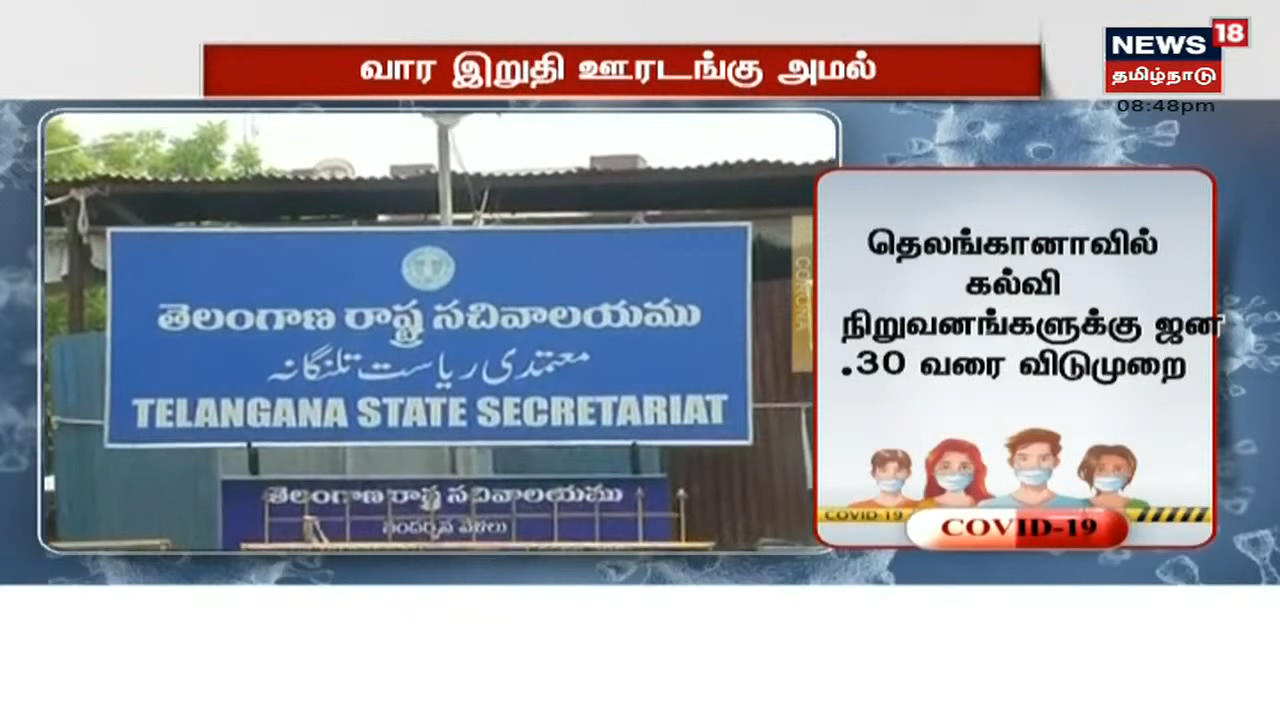 வார இறுதி ஊரடங்கு அமல்
NEWS 18
தமிழ்நாடு
08:48pm
తెలంగాణ రాష్ట్ర సచివాలయము
معتمدی ریاست تلنگانہ
TELANGANA STATE SECRETARIAT
తెలంగాణ రాష్ట్ర సచివాలయము
CORONA
தெலங்கானாவில்
கல்வி
நிறுவனங்களுக்கு ஜன
.30 வரை விடுமுறை
COVID-19
COVID-19